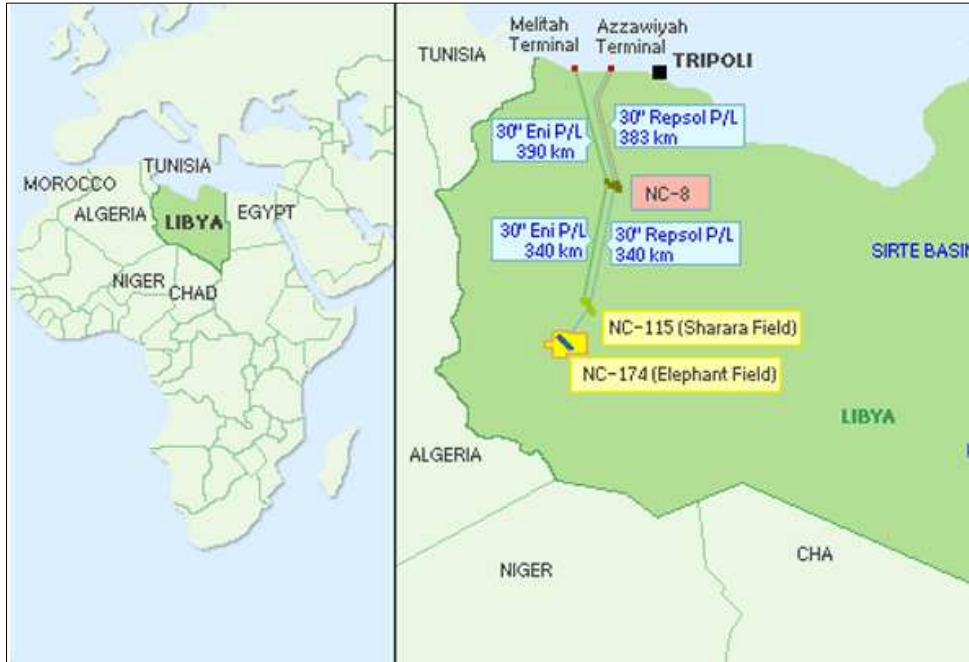 TUNISIA
MOROCCO
ALGERIA
LIBYA
EGYPT
NIGER
CHAD
Melitah
Terminal
Azzawiyah
Terminal
TUNISIA
TRIPOLI
30" Eni P/L
390 km
30" Repsol P/L
383 km
NC-8
30" Eni P/L
340 km
30" Repsol P/L
340 km
SIRTE BASIN
NC-115 (Sharara Field)
NC-174 (Elephant Field)
LIBYA
ALGERIA
NIGER
CHA